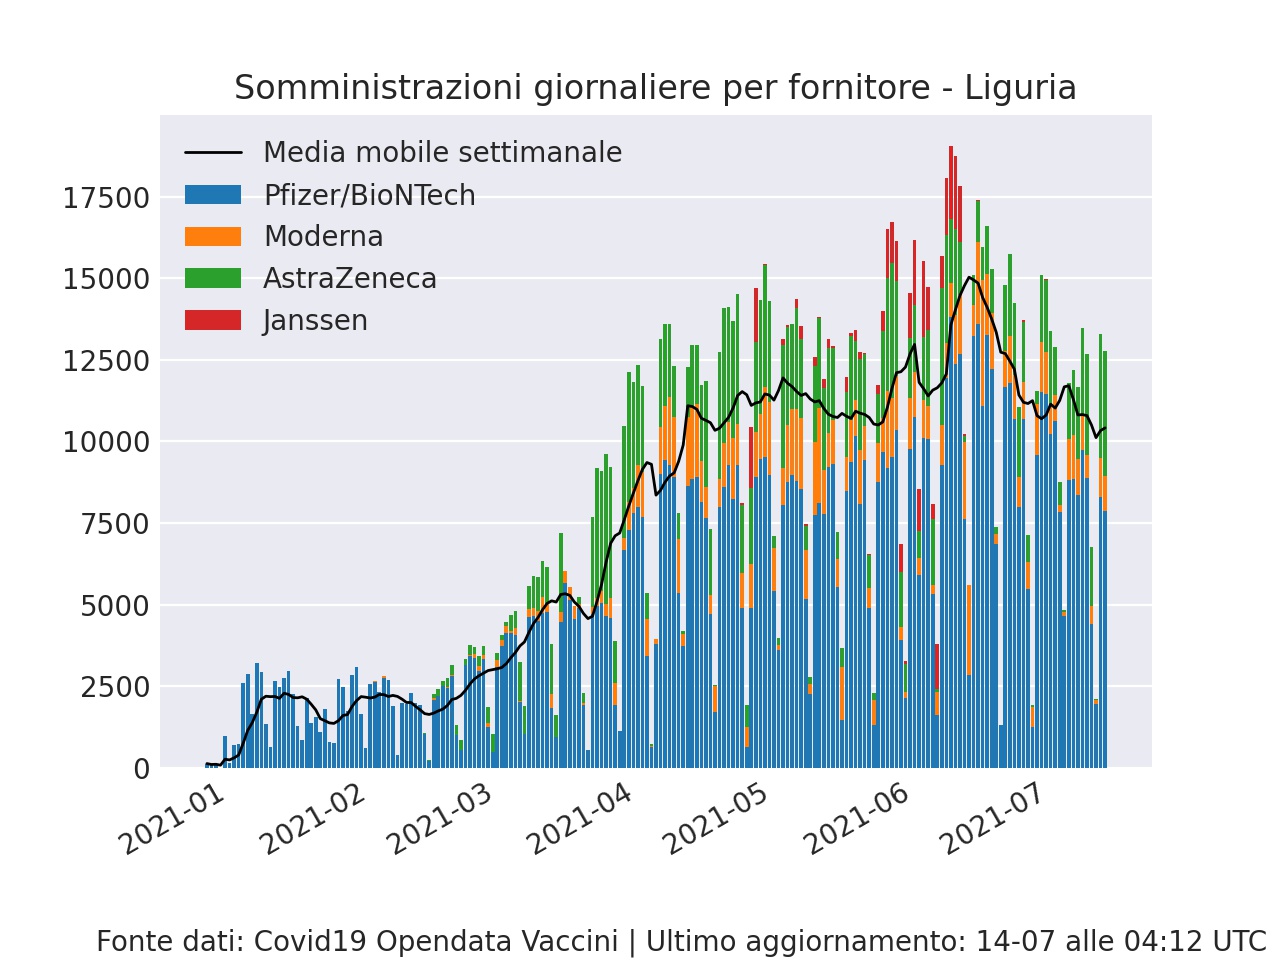 Somministrazioni giornaliere per fornitore - Liguria
Media mobile settimanale
Pfizer/BioNTech
Moderna
AstraZeneca
Janssen
17500
15000
12500
10000
7500
5000
2500
0
2021-01
2021-02
2021-03
2021-04
2021-05
2021-06
2021-07
Fonte dati: Covid19 Opendata Vaccini | Ultimo aggiornamento: 14-07 alle 04:12 UTC